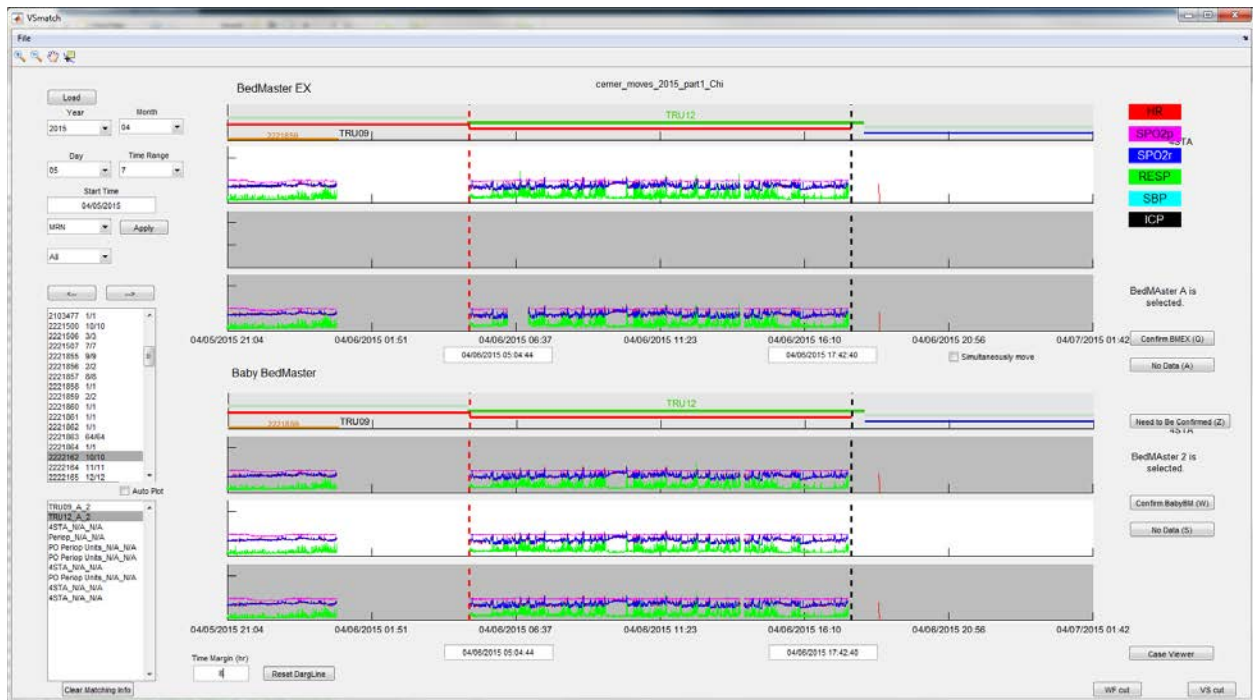 VSmatch
File
Load
Year Month
2015 04
Day Time Range
05 7
Start Time
04/05/2015
MRN Apply
All
<-- -->
2103477 1/1
2221500 10/10
2221506 3/3
2221507 7/7
2221855 9/9
2221856 2/2
2221857 8/8
2221858 1/1
2221859 2/2
2221860 1/1
2221861 1/1
2221862 1/1
2221863 64/64
2221864 1/1
2222162 10/10
2222164 11/11
2222165 12/12
Auto Plot
TRU09_A_2
TRU12_A_2
4STA_N/A_N/A
Periop_N/A_N/A
PO Periop Units_N/A_N/A
PO Periop Units_N/A_N/A
4STA_N/A_N/A
PO Periop Units_N/A_N/A
4STA_N/A_N/A
4STA_N/A_N/A
Clear Matching Info
BedMaster EX
cerner_moves_2015_part1_Chi
TRU12
2221859 TRU09
04/05/2015 21:04 04/06/2015 01:51 04/06/2015 06:37 04/06/2015 11:23 04/06/2015 16:10 04/06/2015 20:56 04/07/2015 01:42
04/06/2015 05:04:44 04/06/2015 17:42:40 Simultaneously move
Baby BedMaster
TRU12
2221859 TRU09
04/05/2015 21:04 04/06/2015 01:51 04/06/2015 06:37 04/06/2015 11:23 04/06/2015 16:10 04/06/2015 20:56 04/07/2015 01:42
04/06/2015 05:04:44 04/06/2015 17:42:40
Time Margin (hr)
8 Reset DargLine
HR
SPO2p
4STA
SPO2r
RESP
SBP
ICP
BedMAster A is
selected.
Confirm BMEX (Q)
No Data (A)
Need to Be Confirmed (Z)
4STA
BedMAster 2 is
selected.
Confirm BabyBM (W)
No Data (S)
Case Viewer
WF cut VS cut